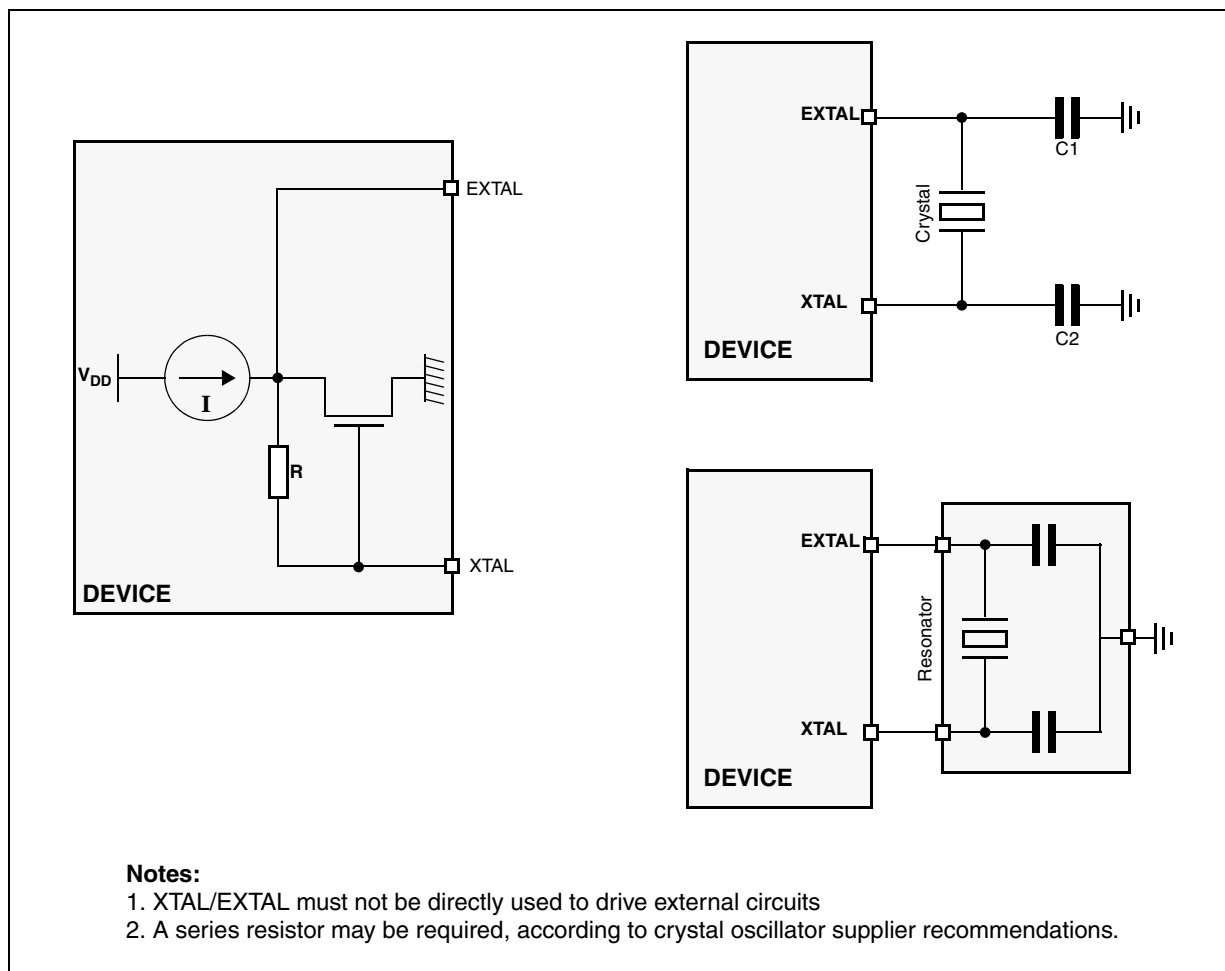 EXTAL
V_DD
I
R
XTAL
DEVICE
EXTAL
C1
Crystal
XTAL
C2
DEVICE
EXTAL
Resonator
XTAL
DEVICE
Notes:
1. XTAL/EXTAL must not be directly used to drive external circuits
2. A series resistor may be required, according to crystal oscillator supplier recommendations.